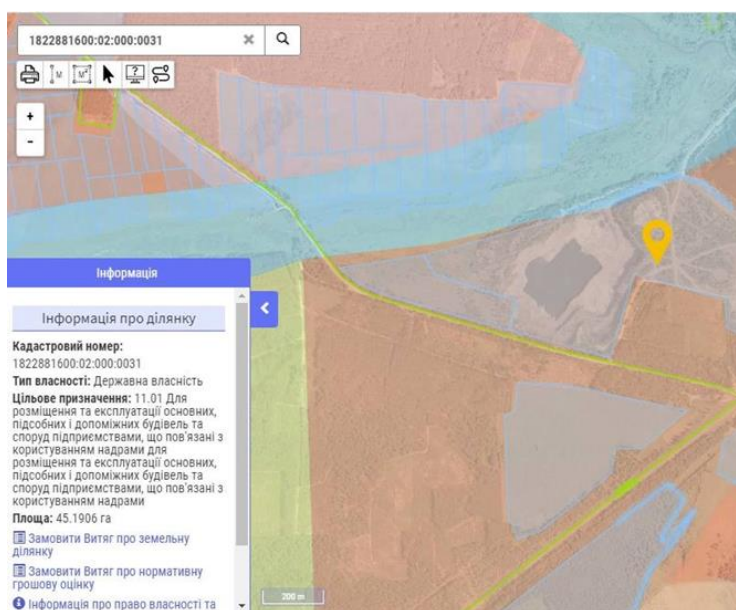 1822881600:02:000:0031
+
-
Інформація
Інформація про ділянку
Кадастровий номер:
1822881600:02:000:0031
Тип власності: Державна власність
Цільове призначення: 11.01 Для
розміщення та експлуатації основних,
підсобних і допоміжних будівель та
споруд підприємствами, що пов'язані з
користуванням надрами для
розміщення та експлуатації основних,
підсобних і допоміжних будівель та
споруд підприємствами, що пов'язані з
користуванням надрами
Площа: 45.1906 га
Замовити Витяг про земельну
ділянку
Замовити Витяг про нормативну
грошову оцінку
Інформація про право власності та
200 m